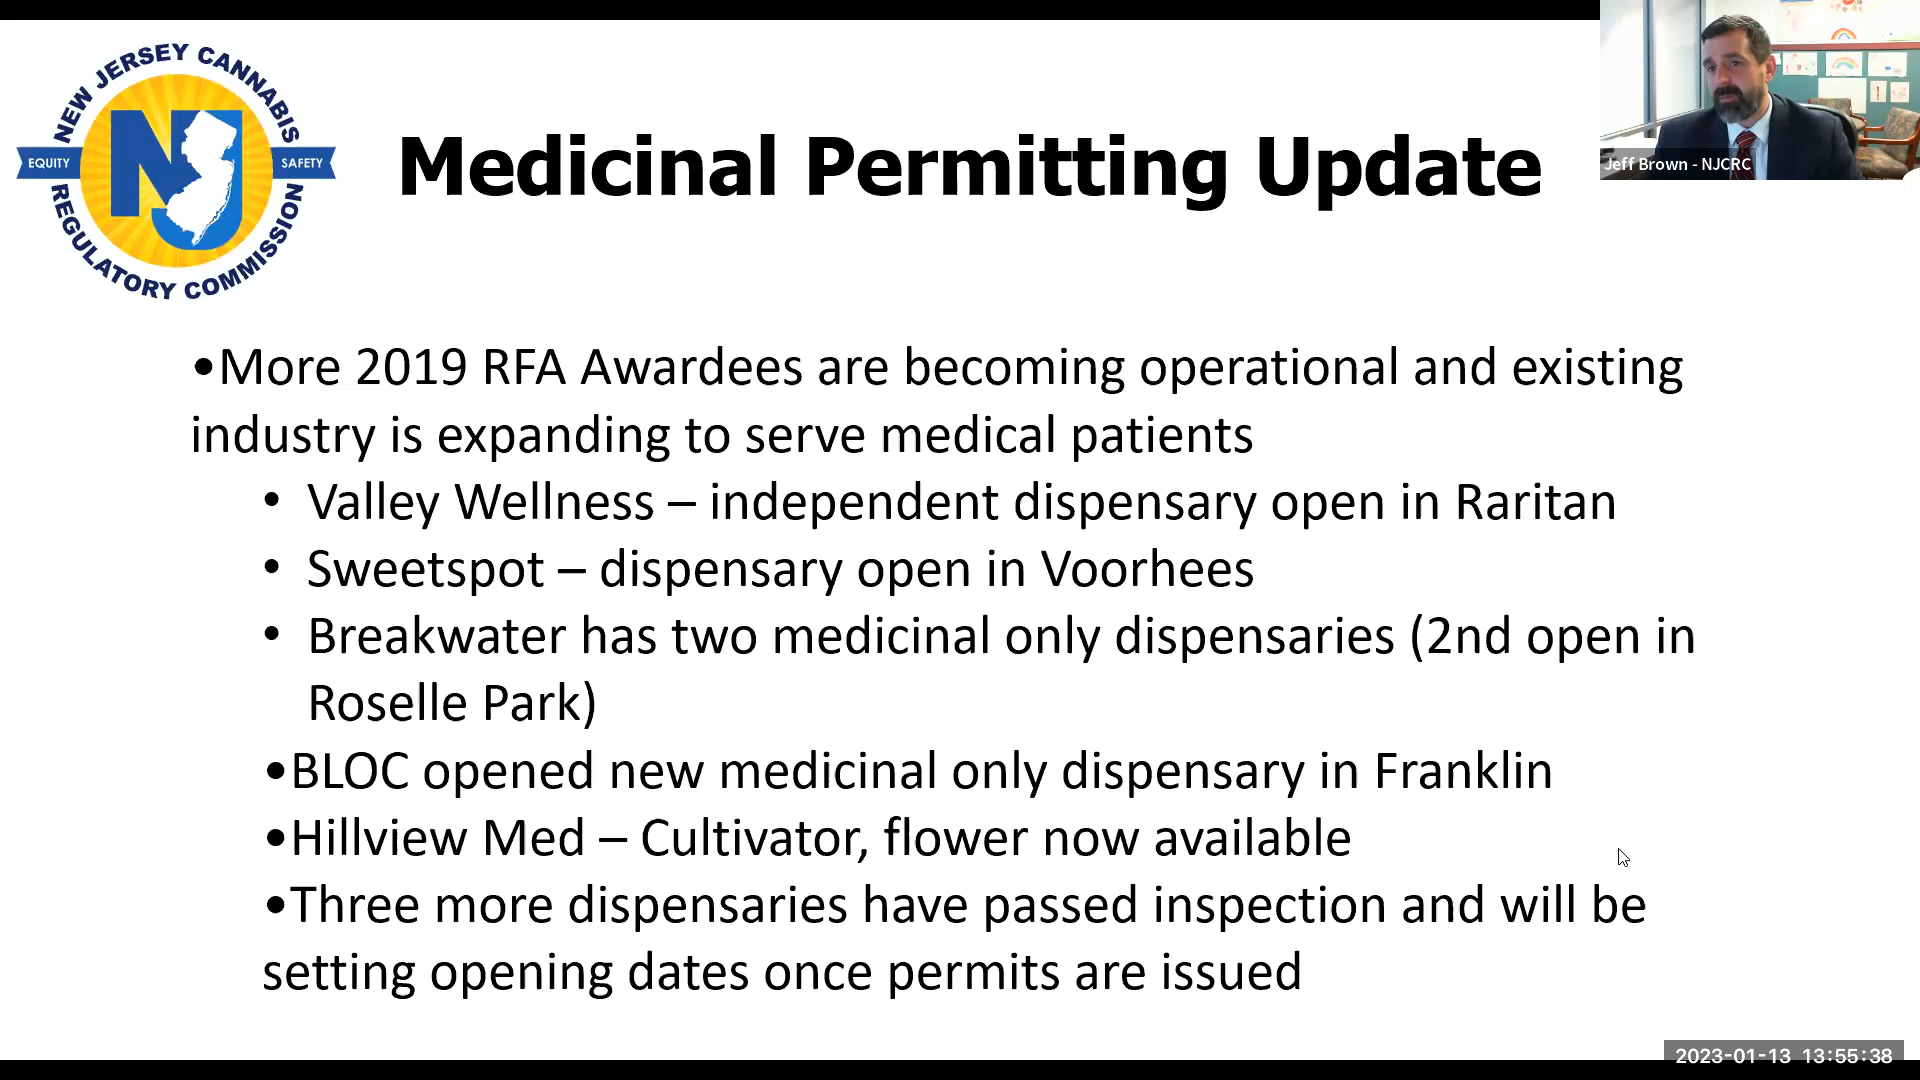 NEW JERSEY CANNABIS
EQUITY
SAFETY
REGULATORY COMMISSION
NJ
Medicinal Permitting Update
Jeff Brown - NJCRC
•More 2019 RFA Awardees are becoming operational and existing
industry is expanding to serve medical patients
• Valley Wellness – independent dispensary open in Raritan
• Sweetspot – dispensary open in Voorhees
• Breakwater has two medicinal only dispensaries (2nd open in
Roselle Park)
•BLOC opened new medicinal only dispensary in Franklin
•Hillview Med – Cultivator, flower now available
•Three more dispensaries have passed inspection and will be
setting opening dates once permits are issued
2023-01-13 13:55:38